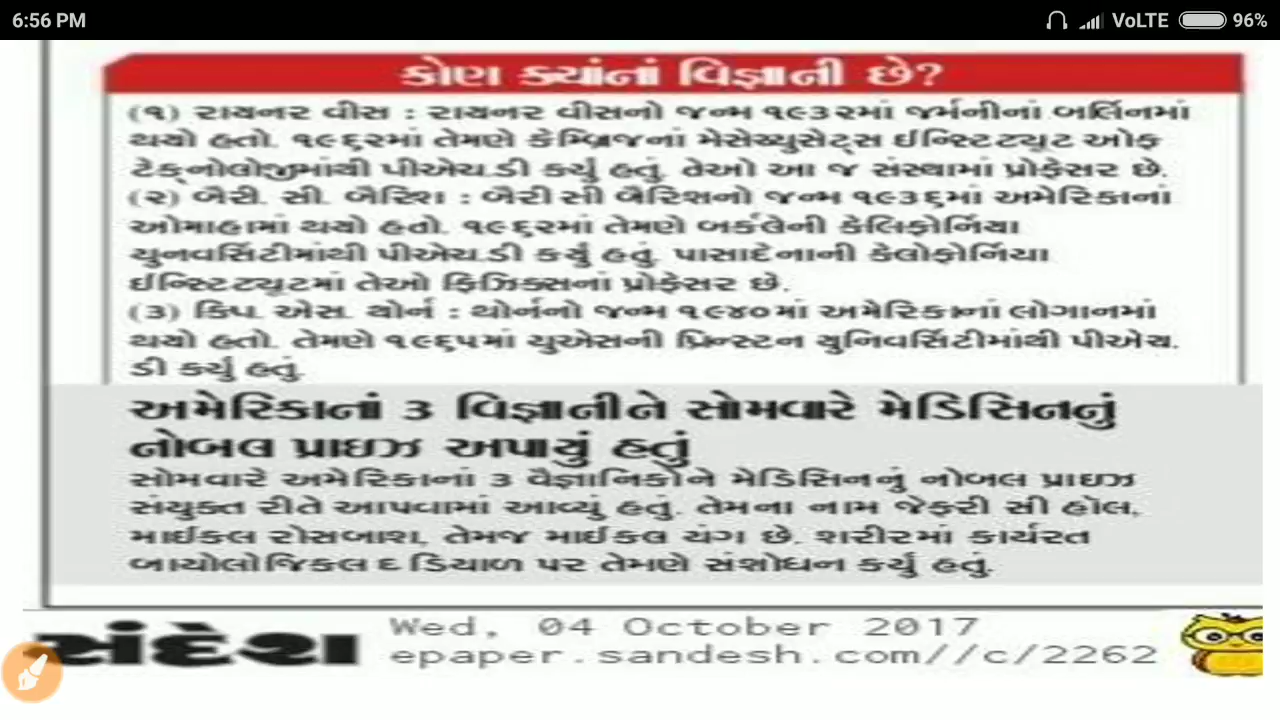 6:56 PM
VoLTE
96%
કોણ ક્યાંનાં વિજ્ઞાની છે?
(૧) રાયનર વીસ : રાયનર વીસનો જન્મ ૧૯૩૨માં જર્મનીનાં બર્લિનમાં
થયો હતો. ૧૯૬૨માં તેમણે કેમ્બ્રિજનાં મેસેચ્યુસેટ્સ ઈન્સ્ટિટ્યૂટ ઓફ
ટેક્નોલોજીમાંથી પીએચ.ડી કર્યું હતું. તેઓ આ જ સંસ્થામાં પ્રોફેસર છે.
(૨) બૈરી. સી. બૈરિશ : બૈરી સી બૈરિશનો જન્મ ૧૯૩૬માં અમેરિકાનાં
ઓમાહામાં થયો હતો. ૧૯૬૨માં તેમણે બર્કલેની કેલિફોર્નિયા
યુનવર્સિટીમાંથી પીએચ.ડી કર્યું હતું. પાસાદેનાની કેલોફોર્નિયા
ઈન્સ્ટિટ્યૂટમાં તેઓ ફિઝિક્સનાં પ્રોફેસર છે.
(૩) કિપ. એસ. થોર્ન : થોર્નનો જન્મ ૧૯૪૦માં અમેરિકાનાં લોગાનમાં
થયો હતો. તેમણે ૧૯૬૫માં યુએસની પ્રિન્સ્ટન યુનિવર્સિટીમાંથી પીએચ.
ડી કર્યું હતું.
અમેરિકાનાં ૩ વિજ્ઞાનીને સોમવારે મેડિસિનનું
નોબલ પ્રાઇઝ અપાયું હતું
સોમવારે અમેરિકાનાં ૩ વૈજ્ઞાનિકોને મેડિસિનનું નોબલ પ્રાઇઝ
સંયુક્ત રીતે આપવામાં આવ્યું હતું. તેમના નામ જેફરી સી હૉલ,
માઈકલ રોસબાશ, તેમજ માઈકલ યંગ છે. શરીરમાં કાર્યરત
બાયોલોજિકલ ઘડિયાળ પર તેમણે સંશોધન કર્યું હતું.
સંદેશ
Wed, 04 October 2017
epaper.sandesh.com//c/2262